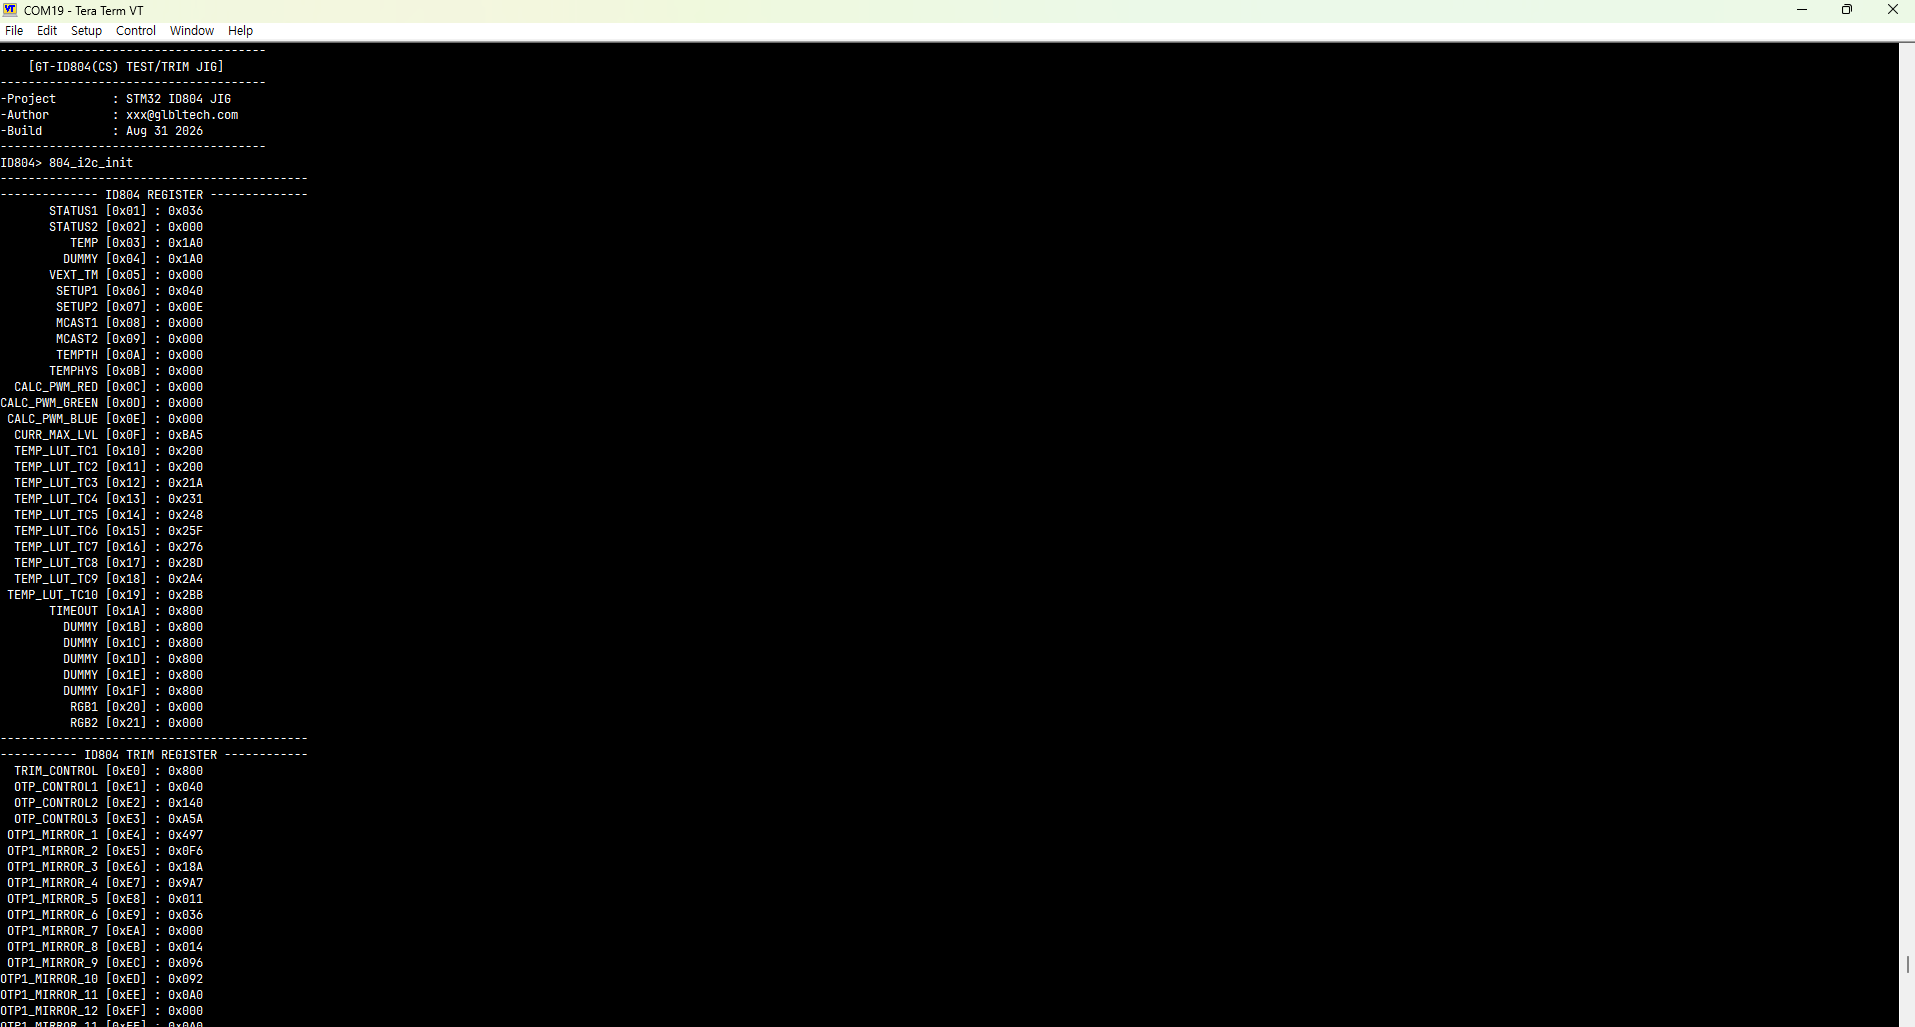 COM19 - Tera Term VT
File Edit Setup Control Window Help
--------------------------------------
[GT-ID804(CS) TEST/TRIM JIG]
--------------------------------------
-Project : STM32 ID804 JIG
-Author : xxx@glbltech.com
-Build : Aug 31 2026
--------------------------------------
ID804> 804_i2c_init
--------------------------------------------
-------------- ID804 REGISTER --------------
STATUS1 [0x01] : 0x036
STATUS2 [0x02] : 0x000
TEMP [0x03] : 0x1A0
DUMMY [0x04] : 0x1A0
VEXT_TM [0x05] : 0x000
SETUP1 [0x06] : 0x040
SETUP2 [0x07] : 0x00E
MCAST1 [0x08] : 0x000
MCAST2 [0x09] : 0x000
TEMPTH [0x0A] : 0x000
TEMPHYS [0x0B] : 0x000
CALC_PWM_RED [0x0C] : 0x000
CALC_PWM_GREEN [0x0D] : 0x000
CALC_PWM_BLUE [0x0E] : 0x000
CURR_MAX_LVL [0x0F] : 0xBA5
TEMP_LUT_TC1 [0x10] : 0x200
TEMP_LUT_TC2 [0x11] : 0x200
TEMP_LUT_TC3 [0x12] : 0x21A
TEMP_LUT_TC4 [0x13] : 0x231
TEMP_LUT_TC5 [0x14] : 0x248
TEMP_LUT_TC6 [0x15] : 0x25F
TEMP_LUT_TC7 [0x16] : 0x276
TEMP_LUT_TC8 [0x17] : 0x28D
TEMP_LUT_TC9 [0x18] : 0x2A4
TEMP_LUT_TC10 [0x19] : 0x2BB
TIMEOUT [0x1A] : 0x800
DUMMY [0x1B] : 0x800
DUMMY [0x1C] : 0x800
DUMMY [0x1D] : 0x800
DUMMY [0x1E] : 0x800
DUMMY [0x1F] : 0x800
RGB1 [0x20] : 0x000
RGB2 [0x21] : 0x000
--------------------------------------------
----------- ID804 TRIM REGISTER ------------
TRIM_CONTROL [0xE0] : 0x800
OTP_CONTROL1 [0xE1] : 0x040
OTP_CONTROL2 [0xE2] : 0x140
OTP_CONTROL3 [0xE3] : 0xA5A
OTP1_MIRROR_1 [0xE4] : 0x497
OTP1_MIRROR_2 [0xE5] : 0x0F6
OTP1_MIRROR_3 [0xE6] : 0x18A
OTP1_MIRROR_4 [0xE7] : 0x9A7
OTP1_MIRROR_5 [0xE8] : 0x011
OTP1_MIRROR_6 [0xE9] : 0x036
OTP1_MIRROR_7 [0xEA] : 0x000
OTP1_MIRROR_8 [0xEB] : 0x014
OTP1_MIRROR_9 [0xEC] : 0x096
OTP1_MIRROR_10 [0xED] : 0x092
OTP1_MIRROR_11 [0xEE] : 0x0A0
OTP1_MIRROR_12 [0xEF] : 0x000
OTP1_MIRROR_11 [0xEE] : 0x0A0